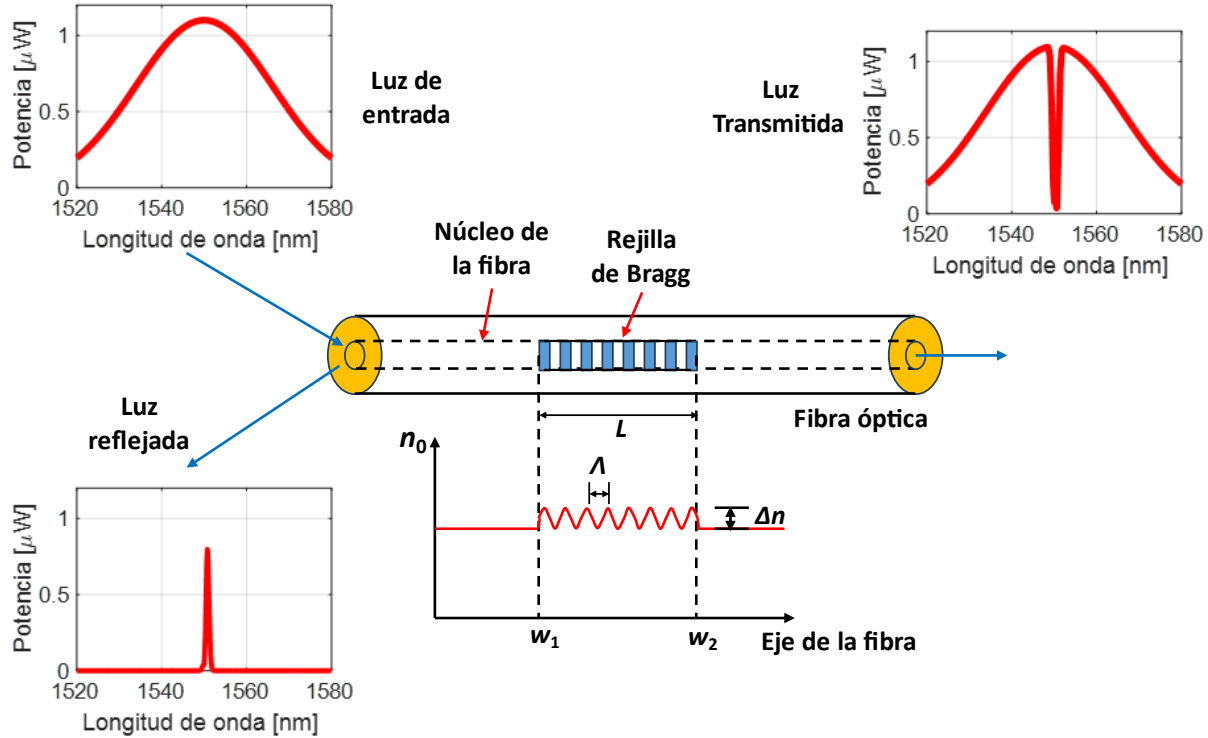 Potencia [μW]
1
0.5
0
1520 1540 1560 1580
Longitud de onda [nm]
Luz de
entrada
Luz
Transmitida
Potencia [μW]
1
0.5
0
1520 1540 1560 1580
Longitud de onda [nm]
Núcleo de
la fibra
Rejilla
de Bragg
Luz
reflejada
Fibra óptica
L
n0
Λ
Δn
w1
w2
Eje de la fibra
Potencia [μW]
1
0.5
0
1520 1540 1560 1580
Longitud de onda [nm]